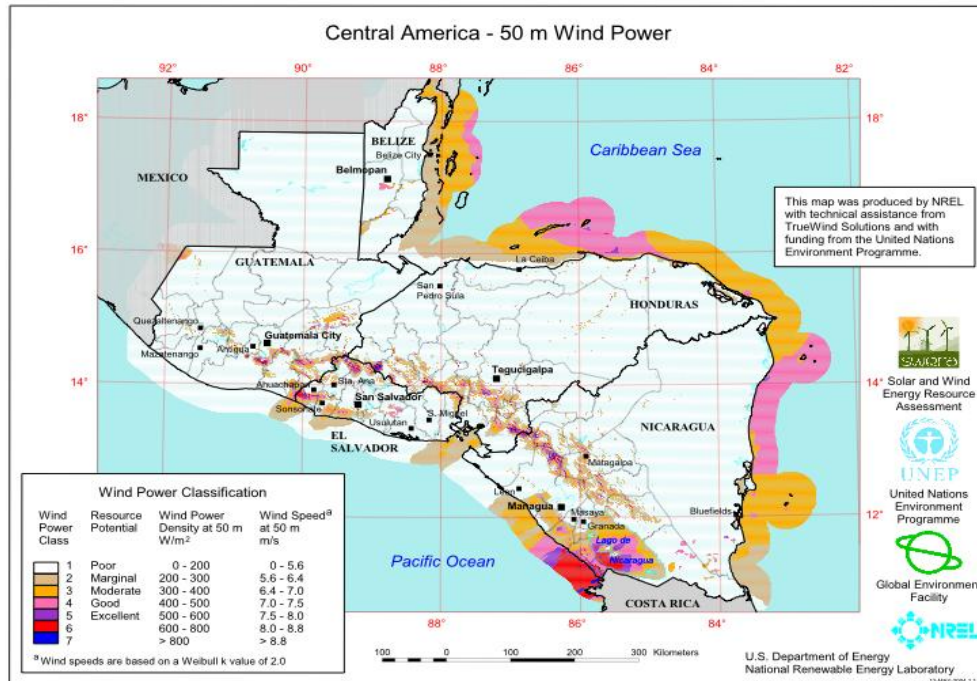 Central America - 50 m Wind Power
92° 90° 88° 86° 84° 82°
18° 18°
BELIZE
Belize City
Caribbean Sea
MEXICO
Belmopan
This map was produced by NREL
with technical assistance from
TrueWind Solutions and with
funding from the United Nations
Environment Programme.
16° 16°
GUATEMALA
La Ceiba
San
Pedro Sula
HONDURAS
Quezaltenango
Guatemala City
Mazatenango
Antigua
Tegucigalpa
14° 14°
Ahuachapan
Sta. Ana
San Salvador
Sonsonate
Usulutan
S. Miguel
EL
SALVADOR
NICARAGUA
Matagalpa
Leon
Managua
Masaya
Granada
Bluefields
12° 12°
Lago de
Nicaragua
Pacific Ocean
COSTA RICA
88° 86° 84°
swera
Solar and Wind
Energy Resource
Assessment
UNEP
United Nations
Environment
Programme
Global Environment
Facility
NREL
Wind Power Classification
Wind Resource Wind Power Wind Speed a
Power Potential Density at 50 m at 50 m
Class W/m2 m/s
1 Poor 0 - 200 0 - 5.6
2 Marginal 200 - 300 5.6 - 6.4
3 Moderate 300 - 400 6.4 - 7.0
4 Good 400 - 500 7.0 - 7.5
5 Excellent 500 - 600 7.5 - 8.0
6 600 - 800 8.0 - 8.8
7 > 800 > 8.8
a Wind speeds are based on a Weibull k value of 2.0
100 0 100 200 300 Kilometers
U.S. Department of Energy
National Renewable Energy Laboratory